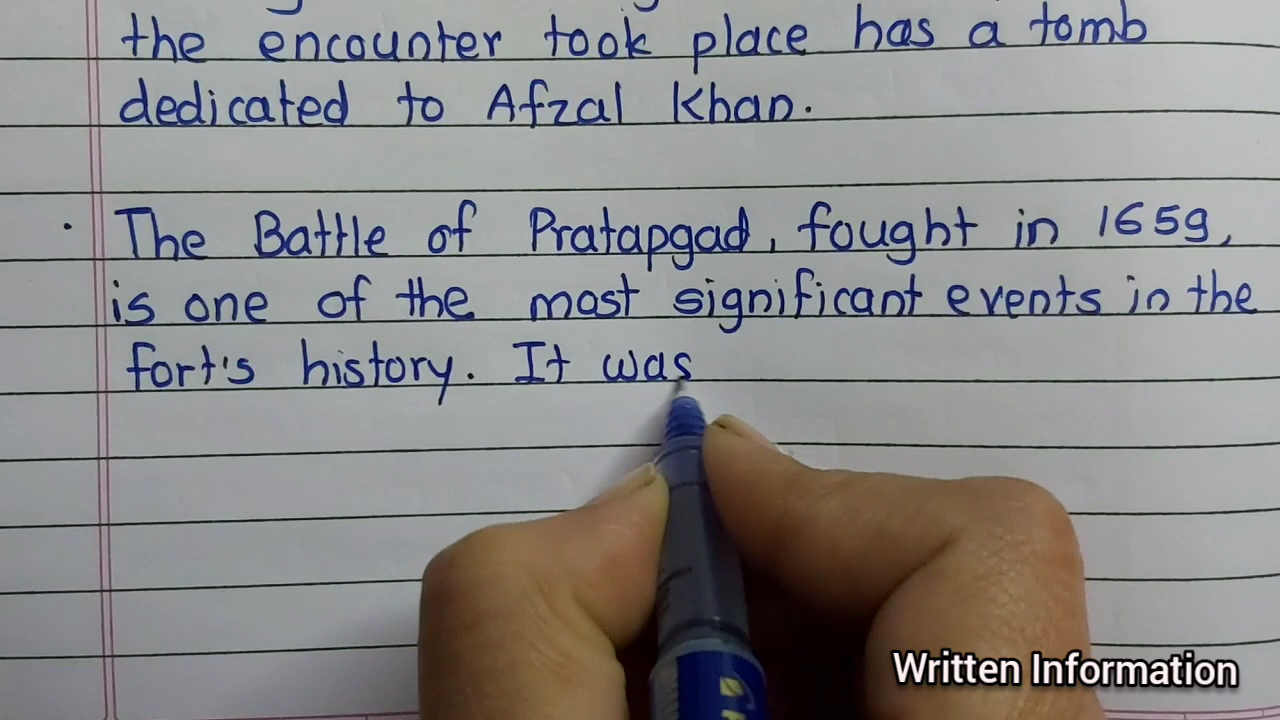 the encounter took place has a tomb
dedicated to Afzal Khan.
· The Battle of Pratapgad, fought in 1659,
is one of the most significant events in the
fort's history. It was
Written Information